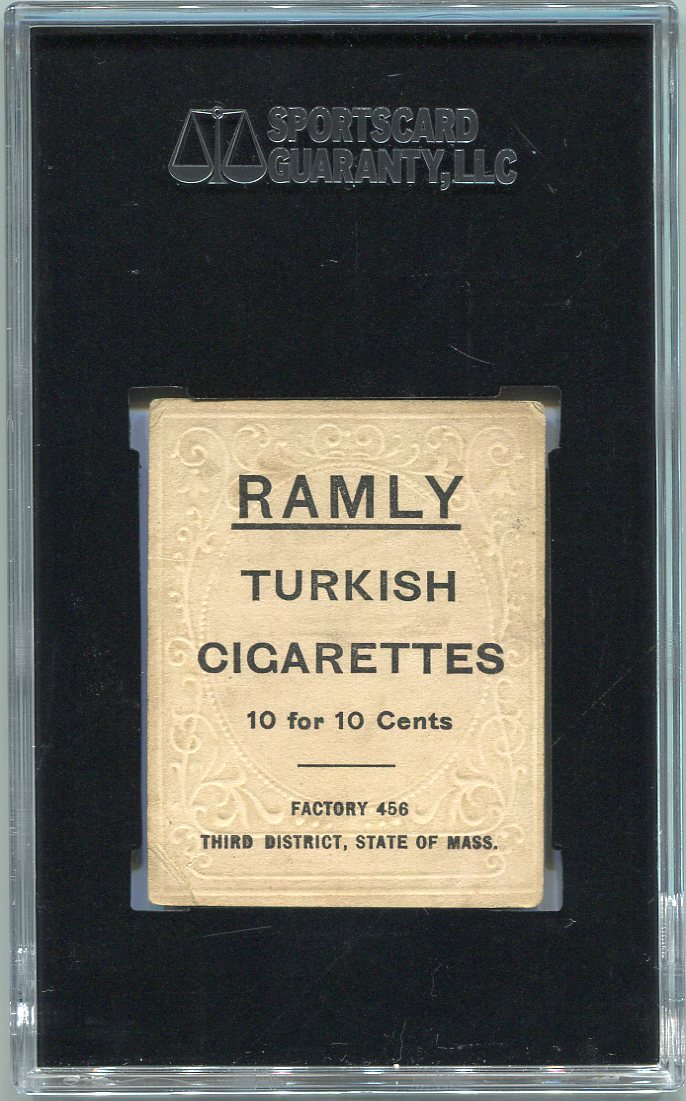 SPORTSCARD
GUARANTY, LLC
RAMLY
TURKISH
CIGARETTES
10 for 10 Cents
FACTORY 456
THIRD DISTRICT, STATE OF MASS.